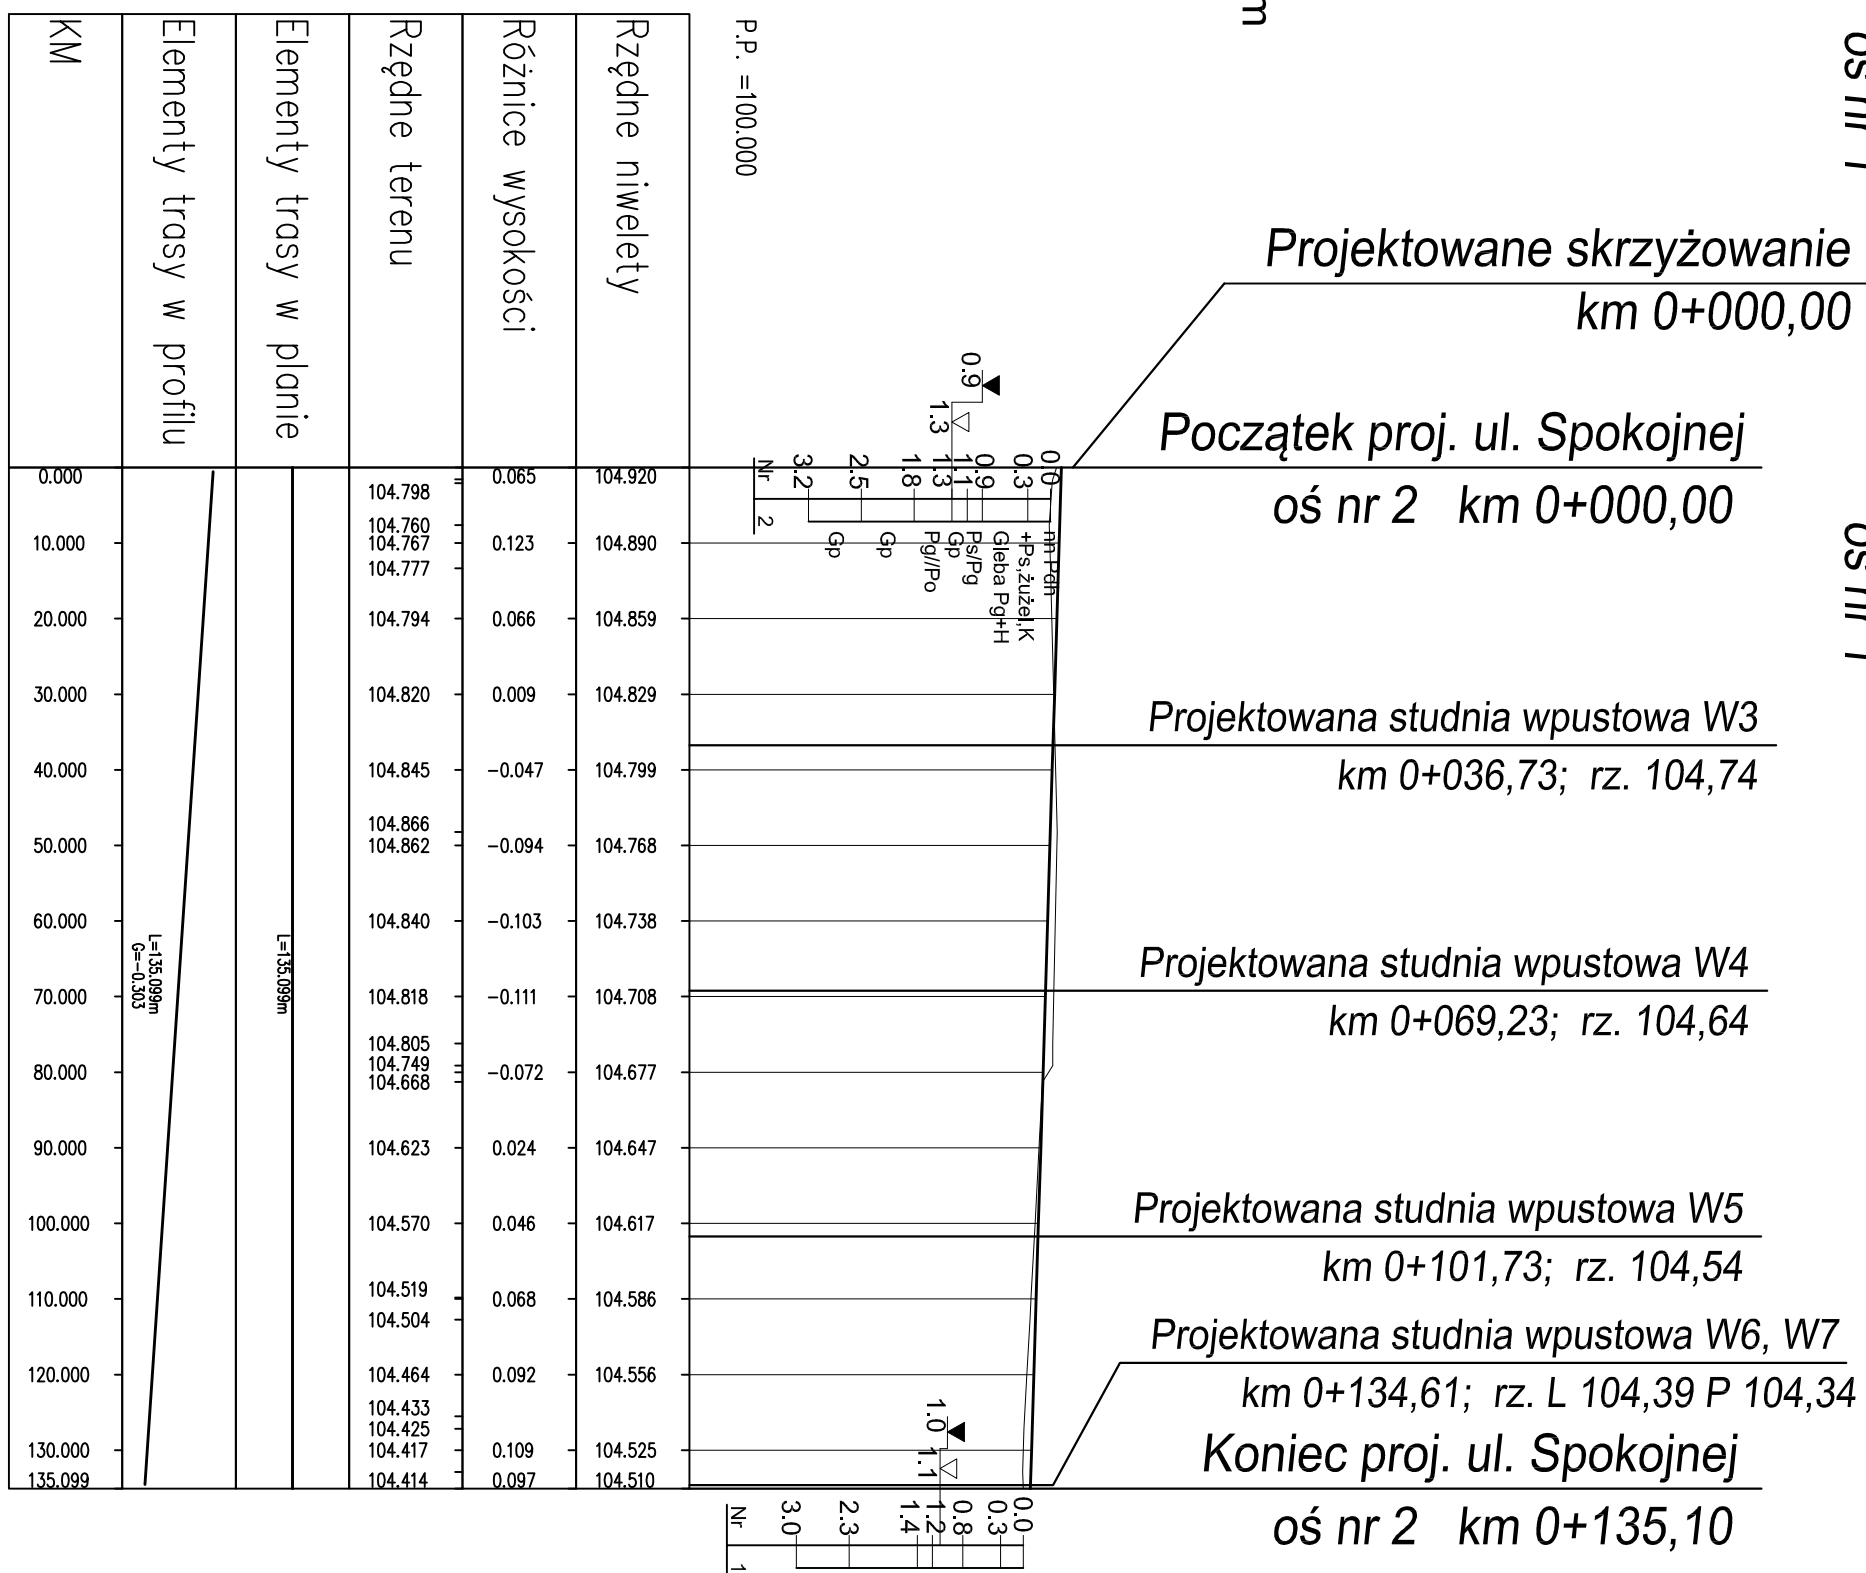 m
oś nr 1
Projektowane skrzyżowanie
km 0+000,00
Początek proj. ul. Spokojnej
oś nr 2 km 0+000,00
oś nr 1
Projektowana studnia wpustowa W3
km 0+036,73; rz. 104,74
Projektowana studnia wpustowa W4
km 0+069,23; rz. 104,64
Projektowana studnia wpustowa W5
km 0+101,73; rz. 104,54
Projektowana studnia wpustowa W6, W7
km 0+134,61; rz. L 104,39 P 104,34
Koniec proj. ul. Spokojnej
oś nr 2 km 0+135,10
P.P. =100.000
Rzędne niwelety
Różnice wysokości
Rzędne terenu
Elementy trasy w planie
Elementy trasy w profilu
KM
0.000 104.798 0.065 104.920
104.760
10.000 104.767 0.123 104.890
104.777
20.000 104.794 0.066 104.859
30.000 104.820 0.009 104.829
40.000 104.845 -0.047 104.799
104.866
50.000 104.862 -0.094 104.768
60.000 104.840 -0.103 104.738
70.000 104.818 -0.111 104.708
104.805
104.749
80.000 104.668 -0.072 104.677
90.000 104.623 0.024 104.647
100.000 104.570 0.046 104.617
104.519
110.000 0.068 104.586
104.504
120.000 104.464 0.092 104.556
104.433
104.425
130.000 104.417 0.109 104.525
135.099 104.414 0.097 104.510
L=135.099m
L=135.099m
G=-0.303
0.9
1.3
0.0
0.3
0.9
1.1
1.3
1.8
2.5
3.2
Nr 2
nn Pdh
+Ps,żużel,K
Gleba Pg+H
Ps/Pg
Gp
Pg//Po
Gp
Gp
1.0
1.1
0.0
0.3
0.8
1.2
1.4
2.3
3.0
Nr 1